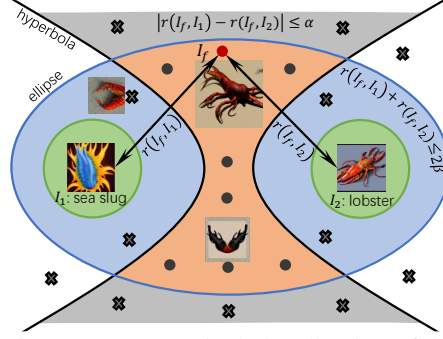 hyperbola
|r(I_f, I_1) − r(I_f, I_2)| ≤ α
I_f
ellipse
r(I_f, I_1) + r(I_f, I_2) ≤ 2β
r(I_f, I_1)
r(I_f, I_2)
I_1: sea slug
I_2: lobster